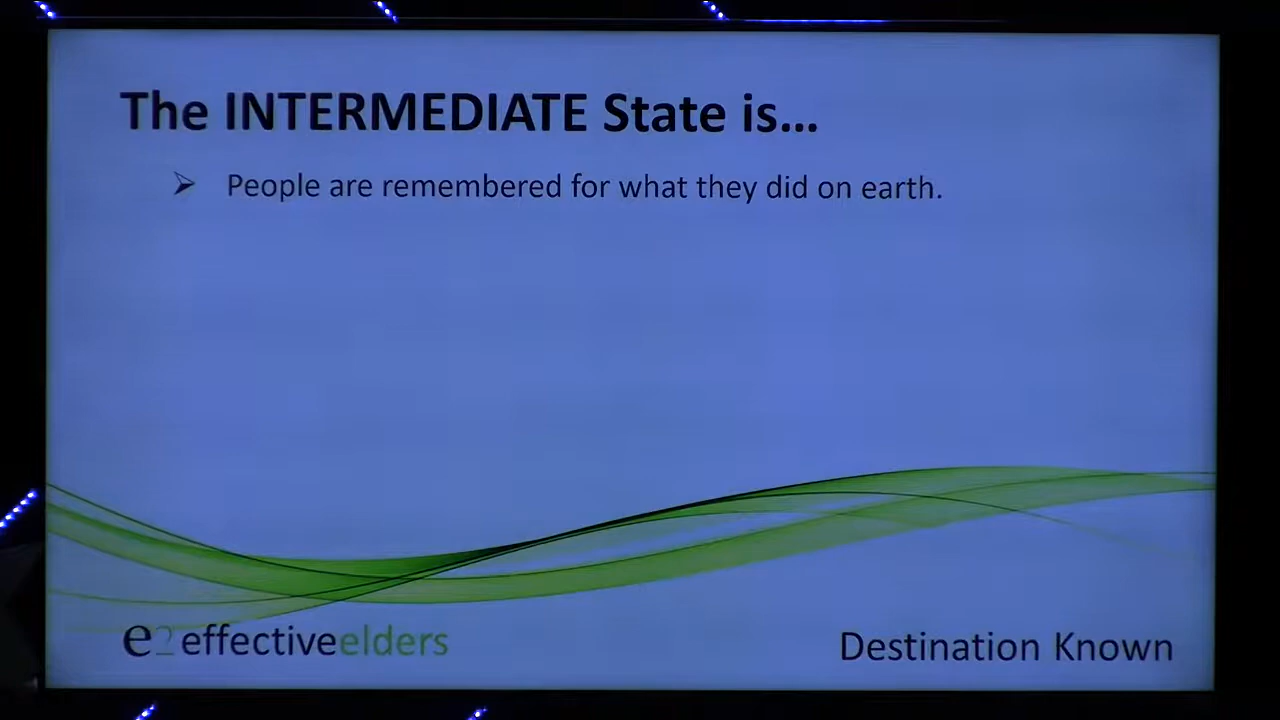 The INTERMEDIATE State is...
➢ People are remembered for what they did on earth.
e2 effectiveelders
Destination Known